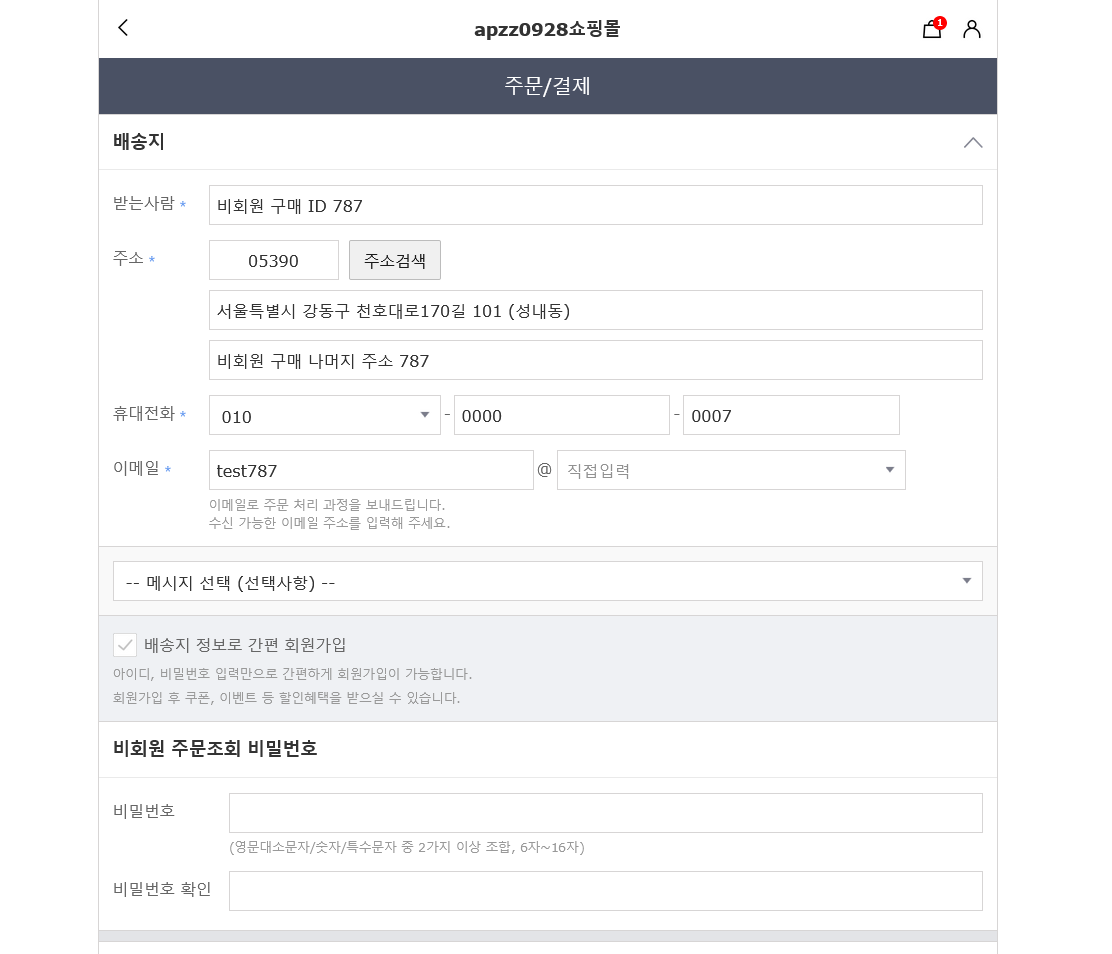 apzz0928쇼핑몰
1
주문/결제
배송지
받는사람 * 비회원 구매 ID 787
주소 * 05390 주소검색
서울특별시 강동구 천호대로170길 101 (성내동)
비회원 구매 나머지 주소 787
휴대전화 * 010 - 0000 - 0007
이메일 * test787 @ 직접입력
이메일로 주문 처리 과정을 보내드립니다.
수신 가능한 이메일 주소를 입력해 주세요.
-- 메시지 선택 (선택사항) --
배송지 정보로 간편 회원가입
아이디, 비밀번호 입력만으로 간편하게 회원가입이 가능합니다.
회원가입 후 쿠폰, 이벤트 등 할인혜택을 받으실 수 있습니다.
비회원 주문조회 비밀번호
비밀번호
(영문대소문자/숫자/특수문자 중 2가지 이상 조합, 6자~16자)
비밀번호 확인